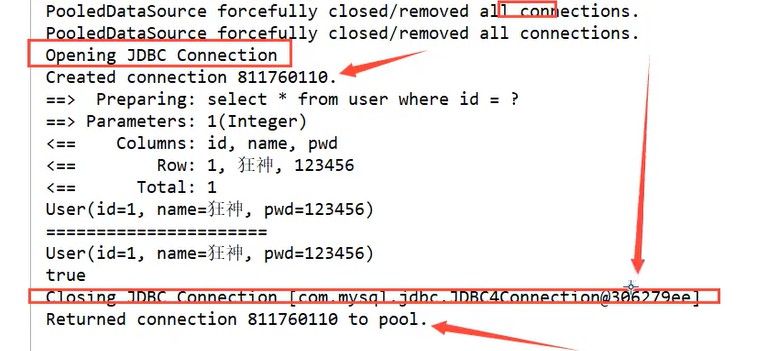 PooledDataSource forcefully closed/removed all connections.
PooledDataSource forcefully closed/removed all connections.
Opening JDBC Connection
Created connection 811760110.
==>  Preparing: select * from user where id = ?
==> Parameters: 1(Integer)
<==    Columns: id, name, pwd
<==        Row: 1, 狂神, 123456
<==      Total: 1
User(id=1, name=狂神, pwd=123456)
======================
User(id=1, name=狂神, pwd=123456)
true
Closing JDBC Connection [com.mysql.jdbc.JDBC4Connection@306279ee]
Returned connection 811760110 to pool.